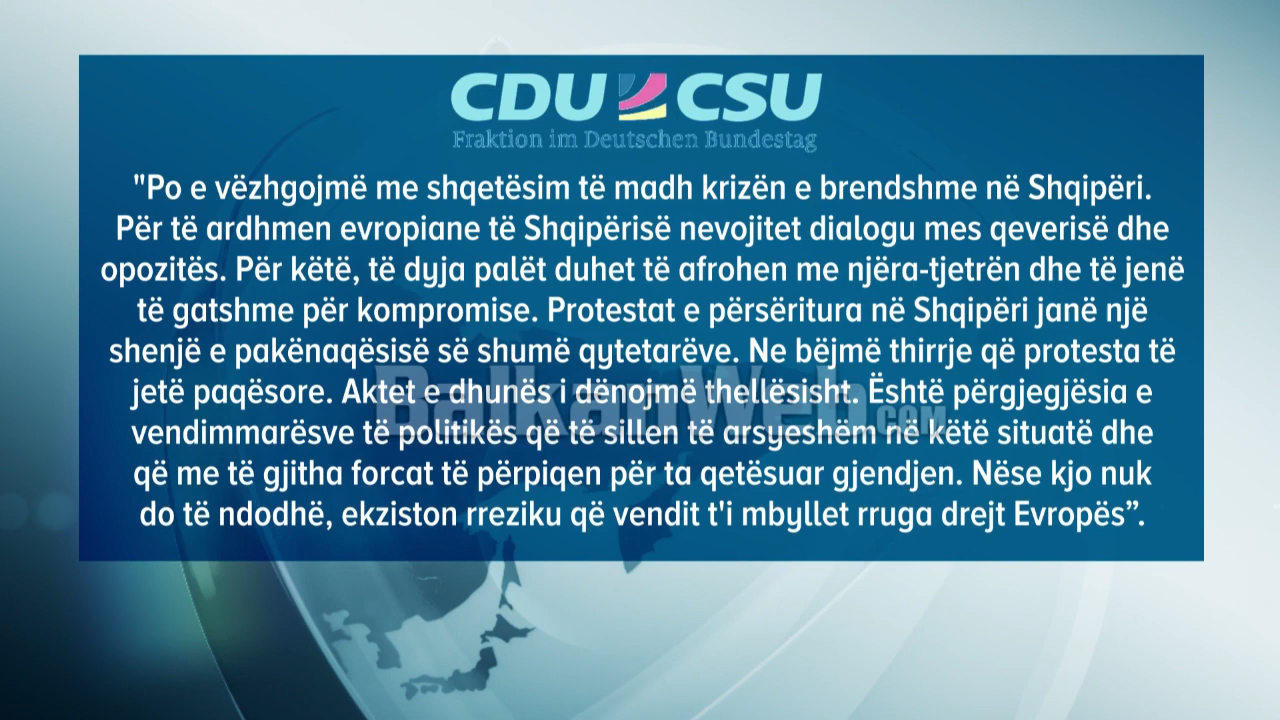 CDU CSU
Fraktion im Deutschen Bundestag
"Po e vëzhgojmë me shqetësim të madh krizën e brendshme në Shqipëri.
Për të ardhmen evropiane të Shqipërisë nevojitet dialogu mes qeverisë dhe
opozitës. Për këtë, të dyja palët duhet të afrohen me njëra-tjetrën dhe të jenë
të gatshme për kompromise. Protestat e përsëritura në Shqipëri janë një
shenjë e pakënaqësisë së shumë qytetarëve. Ne bëjmë thirrje që protesta të
jetë paqësore. Aktet e dhunës i dënojmë thellësisht. Është përgjegjësia e
BalkanWeb.COM
vendimmarësve të politikës që të sillen të arsyeshëm në këtë situatë dhe
që me të gjitha forcat të përpiqen për ta qetësuar gjendjen. Nëse kjo nuk
do të ndodhë, ekziston rreziku që vendit t'i mbyllet rruga drejt Evropës”.